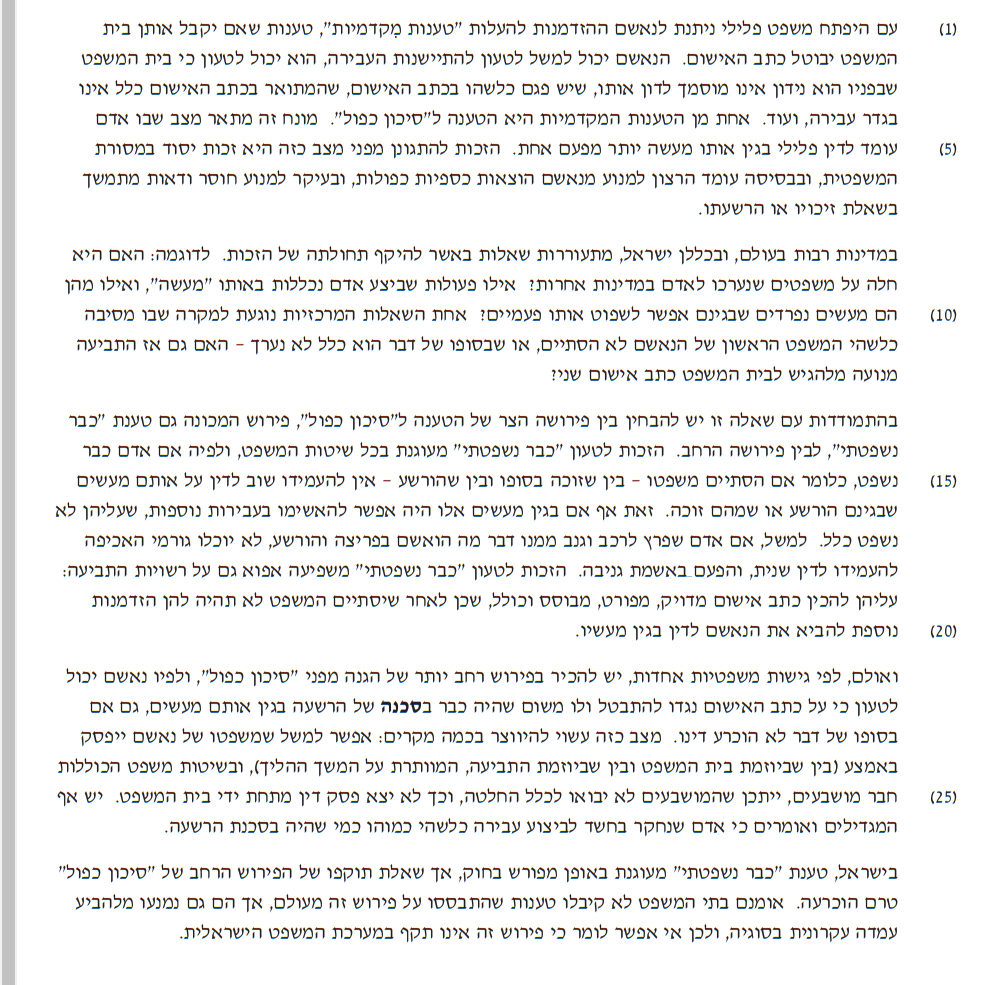 (1) עם היפתח משפט פלילי ניתנת לנאשם ההזדמנות להעלות "טענות מַקדמיות", טענות שאם יקבל אותן בית
המשפט יבוטל כתב האישום. הנאשם יכול למשל לטעון להתיישנות העבירה, הוא יכול לטעון כי בית המשפט
שבפניו הוא נידון אינו מוסמך לדון אותו, שיש פגם כלשהו בכתב האישום, שהמתואר בכתב האישום כלל אינו
בגדר עבירה, ועוד. אחת מן הטענות המקדמיות היא הטענה ל"סיכון כפול". מונח זה מתאר מצב שבו אדם
(5) עומד לדין פלילי בגין אותו מעשה יותר מפעם אחת. הזכות להתגונן מפני מצב כזה היא זכות יסוד במסורת
המשפטית, ובבסיסה עומד הרצון למנוע מנאשם הוצאות כספיות כפולות, ובעיקר למנוע חוסר ודאות מתמשך
בשאלת זיכויו או הרשעתו.
במדינות רבות בעולם, ובכללן ישראל, מתעוררות שאלות באשר להיקף תחולתה של הזכות. לדוגמה: האם היא
חלה על משפטים שנערכו לאדם במדינות אחרות? אילו פעולות שביצע אדם נכללות באותו "מעשה", ואילו מהן
(10) הם מעשים נפרדים שבגינם אפשר לשפוט אותו פעמיים? אחת השאלות המרכזיות נוגעת למקרה שבו מסיבה
כלשהי המשפט הראשון של הנאשם לא הסתיים, או שבסופו של דבר הוא כלל לא נערך – האם גם אז התביעה
מנועה מלהגיש לבית המשפט כתב אישום שני?
בהתמודדות עם שאלה זו יש להבחין בין פירושה הצר של הטענה ל"סיכון כפול", פירוש המכונה גם טענת "כבר
נשפטתי", לבין פירושה הרחב. הזכות לטעון "כבר נשפטתי" מעוגנת בכל שיטות המשפט, ולפיה אם אדם כבר
(15) נשפט, כלומר אם הסתיים משפטו – בין שזוכה בסופו ובין שהורשע – אין להעמידו שוב לדין על אותם מעשים
שבגינם הורשע או שמהם זוכה. זאת אף אם בגין מעשים אלו היה אפשר להאשימו בעבירות נוספות, שעליהן לא
נשפט כלל. למשל, אם אדם שפרץ לרכב וגנב ממנו דבר מה הואשם בפריצה והורשע, לא יוכלו גורמי האכיפה
להעמידו לדין שנית, והפעם באשמת גניבה. הזכות לטעון "כבר נשפטתי" משפיעה אפוא גם על רשויות התביעה:
עליהן להכין כתב אישום מדויק, מפורט, מבוסס וכולל, שכן לאחר שיסתיים המשפט לא תהיה להן הזדמנות
(20) נוספת להביא את הנאשם לדין בגין מעשיו.
ואולם, לפי גישות משפטיות אחדות, יש להכיר בפירוש רחב יותר של הגנה מפני "סיכון כפול", ולפיו נאשם יכול
לטעון כי על כתב האישום נגדו להתבטל ולו משום שהיה כבר בסכנה של הרשעה בגין אותם מעשים, גם אם
בסופו של דבר לא הוכרע דינו. מצב כזה עשוי להיווצר בכמה מקרים: אפשר למשל שמשפטו של נאשם ייפסק
באמצע (בין שביוזמת בית המשפט ובין שביוזמת התביעה, המוותרת על המשך ההליך), ובשיטות משפט הכוללות
(25) חבר מושבעים, ייתכן שהמושבעים לא יבואו לכלל החלטה, וכך לא יצא פסק דין מתחת ידי בית המשפט. יש אף
המגדילים ואומרים כי אדם שנחקר בחשד לביצוע עבירה כלשהי כמוהו כמי שהיה בסכנת הרשעה.
בישראל, טענת "כבר נשפטתי" מעוגנת באופן מפורש בחוק, אך שאלת תוקפו של הפירוש הרחב של "סיכון כפול"
טרם הוכרעה. אומנם בתי המשפט לא קיבלו טענות שהתבססו על פירוש זה מעולם, אך הם גם נמנעו מלהביע
עמדה עקרונית בסוגיה, ולכן אי אפשר לומר כי פירוש זה אינו תקף במערכת המשפט הישראלית.